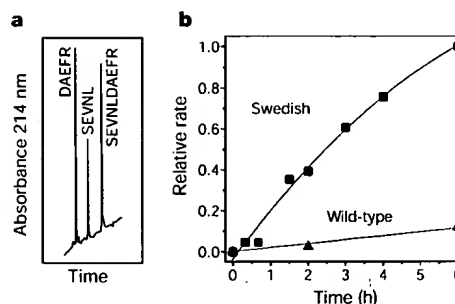 a
b
Absorbance 214 nm
DAEFR
SEVNL
SEVNLDAEFR
Time
Relative rate
1.0
0.8
0.6
0.4
0.2
0.0
Swedish
Wild-type
0 1 2 3 4 5 6
Time (h)